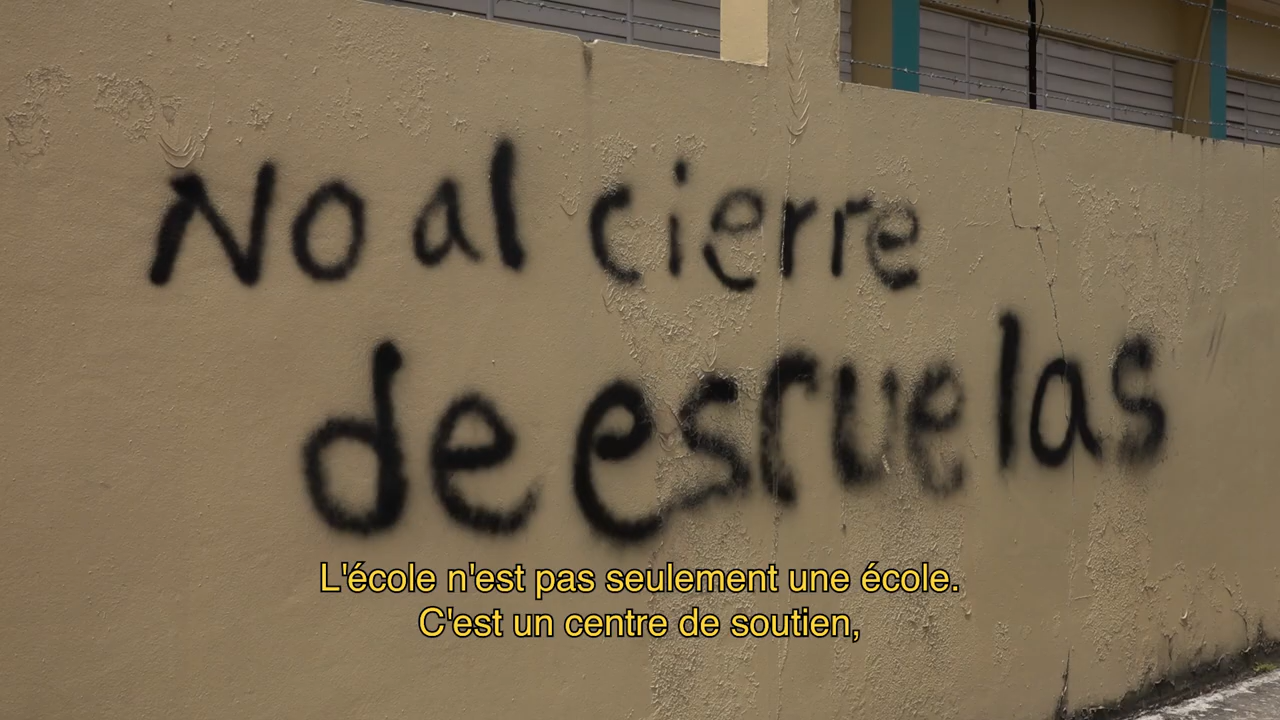 No al cierre
de escuelas
L'école n'est pas seulement une école.
C'est un centre de soutien,